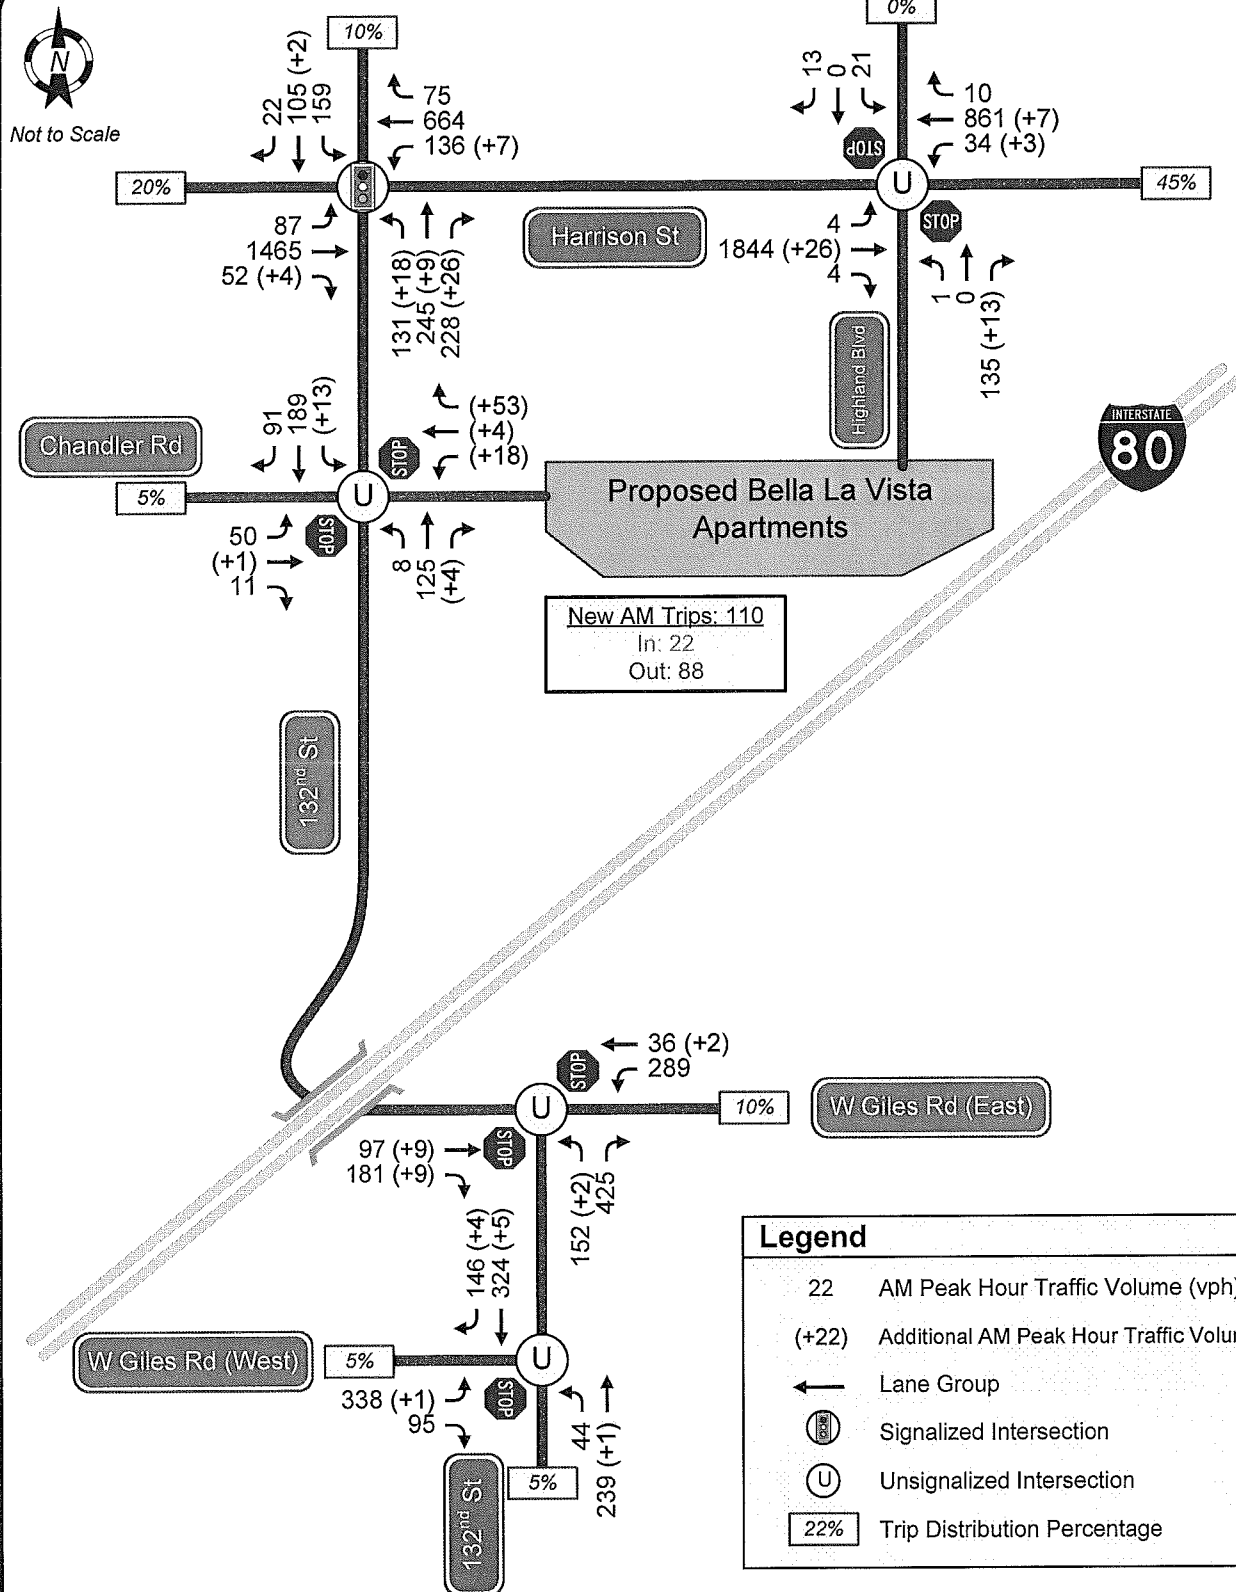 N
Not to Scale
10%
0%
22
105 (+2)
159
75
664
136 (+7)
13
0
21
10
861 (+7)
34 (+3)
STOP
U
20%
45%
87
1465
52 (+4)
131 (+18)
245 (+9)
228 (+26)
Harrison St
4
1844 (+26)
4
STOP
1
0
135 (+13)
Highland Blvd
Chandler Rd
91
189
(+13)
(+53)
(+4)
(+18)
STOP
5%
U
50
(+1)
11
STOP
8
125
(+4)
Proposed Bella La Vista
Apartments
INTERSTATE
80
New AM Trips: 110
In: 22
Out: 88
132nd St
36 (+2)
289
STOP
U
10%
W Giles Rd (East)
97 (+9)
181 (+9)
STOP
152 (+2)
425
146 (+4)
324 (+5)
W Giles Rd (West)
5%
U
338 (+1)
95
STOP
44
239 (+1)
5%
132nd St
Legend
22 AM Peak Hour Traffic Volume (vph)
(+22) Additional AM Peak Hour Traffic
Lane Group
Signalized Intersection
U Unsignalized Intersection
22% Trip Distribution Percentage